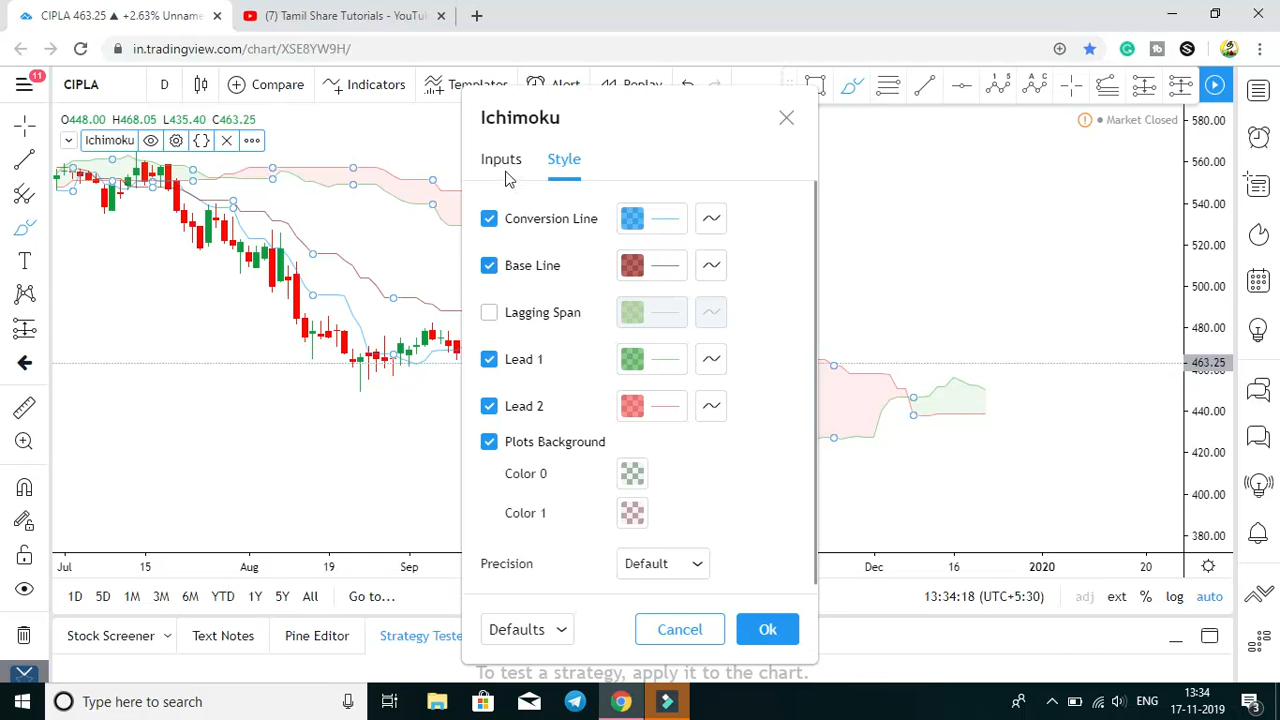 CIPLA 463.25 ▲ +2.63% Unname
(7) Tamil Share Tutorials - YouTu
in.tradingview.com/chart/XSE8YW9H/
11
CIPLA
D
Compare
Indicators
Templates
Alert
Replay
O448.00 H468.05 L435.40 C463.25
Ichimoku
Market Closed
Ichimoku
Inputs
Style
Conversion Line
Base Line
Lagging Span
Lead 1
Lead 2
Plots Background
Color 0
Color 1
Precision
Default
Defaults
Cancel
Ok
580.00
560.00
540.00
520.00
500.00
480.00
463.25
460.00
440.00
420.00
400.00
380.00
Jul
15
Aug
19
Sep
Dec
16
2020
20
1D 5D 1M 3M 6M YTD 1Y 5Y All Go to...
13:34:18 (UTC+5:30)
adj ext % log auto
Stock Screener
Text Notes
Pine Editor
Strategy Teste
To test a strategy, apply it to the chart.
Type here to search
ENG
13:34
17-11-2019
3